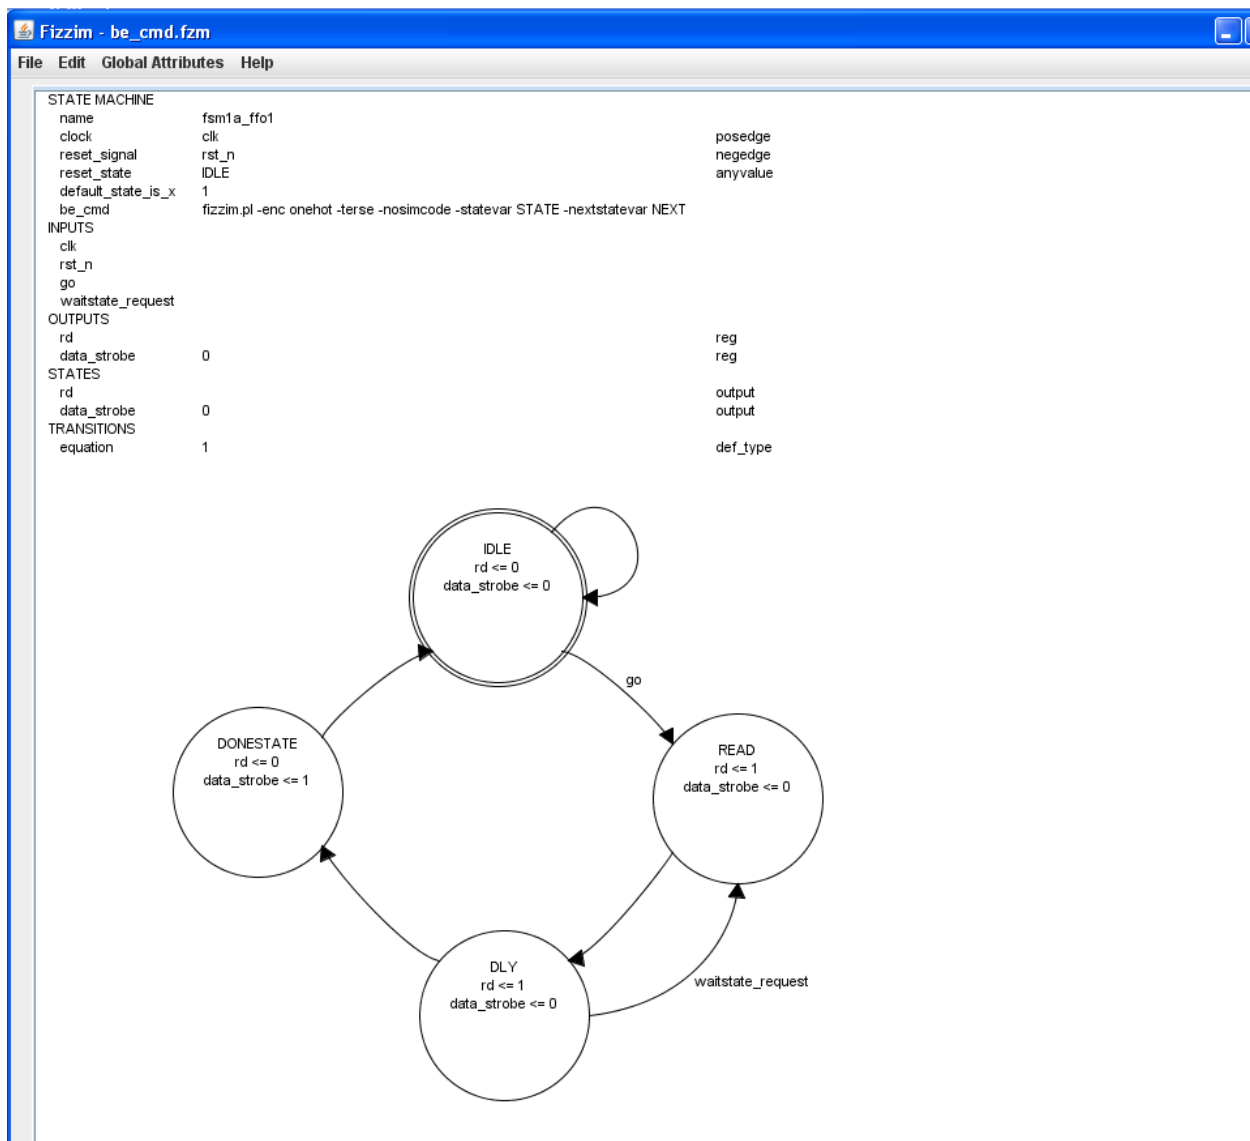 Fizzim - be_cmd.fzm
File Edit Global Attributes Help
STATE MACHINE
name fsm1a_ffo1
clock clk posedge
reset_signal rst_n negedge
reset_state IDLE anyvalue
default_state_is_x 1
be_cmd fizzim.pl -enc onehot -terse -nosimcode -statevar STATE -nextstatevar NEXT
INPUTS
clk
rst_n
go
waitstate_request
OUTPUTS
rd reg
data_strobe 0 reg
STATES
rd output
data_strobe 0 output
TRANSITIONS
equation 1 def_type
IDLE
rd <= 0
data_strobe <= 0
go
DONESTATE
rd <= 0
data_strobe <= 1
READ
rd <= 1
data_strobe <= 0
DLY
rd <= 1
data_strobe <= 0
waitstate_request